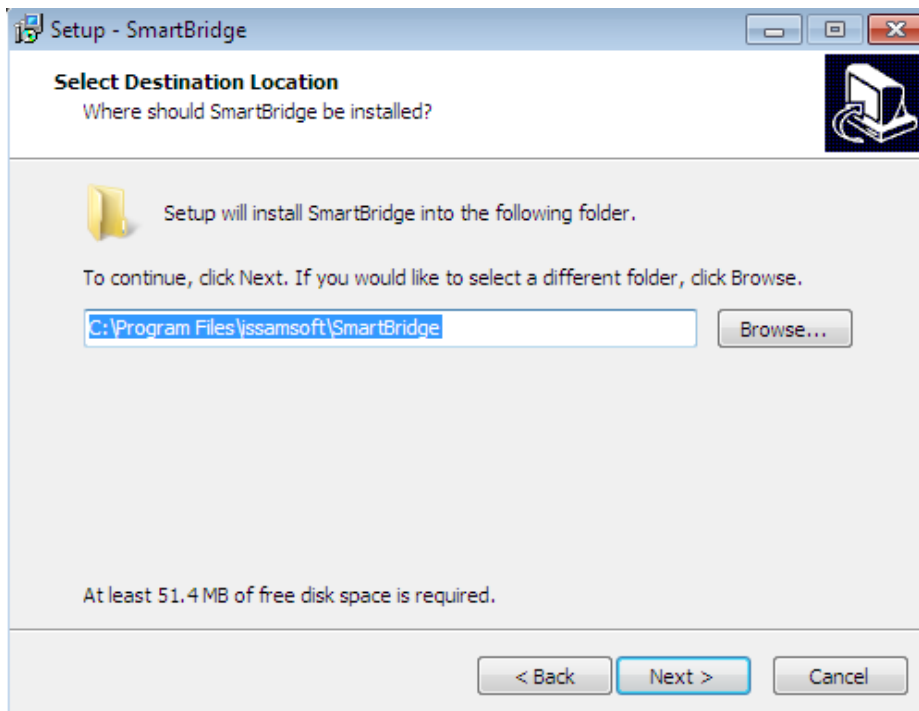 Setup - SmartBridge
Select Destination Location
Where should SmartBridge be installed?
Setup will install SmartBridge into the following folder.
To continue, click Next. If you would like to select a different folder, click Browse.
C:\Program Files\jssamsoft\SmartBridge
Browse...
At least 51.4 MB of free disk space is required.
< Back
Next >
Cancel